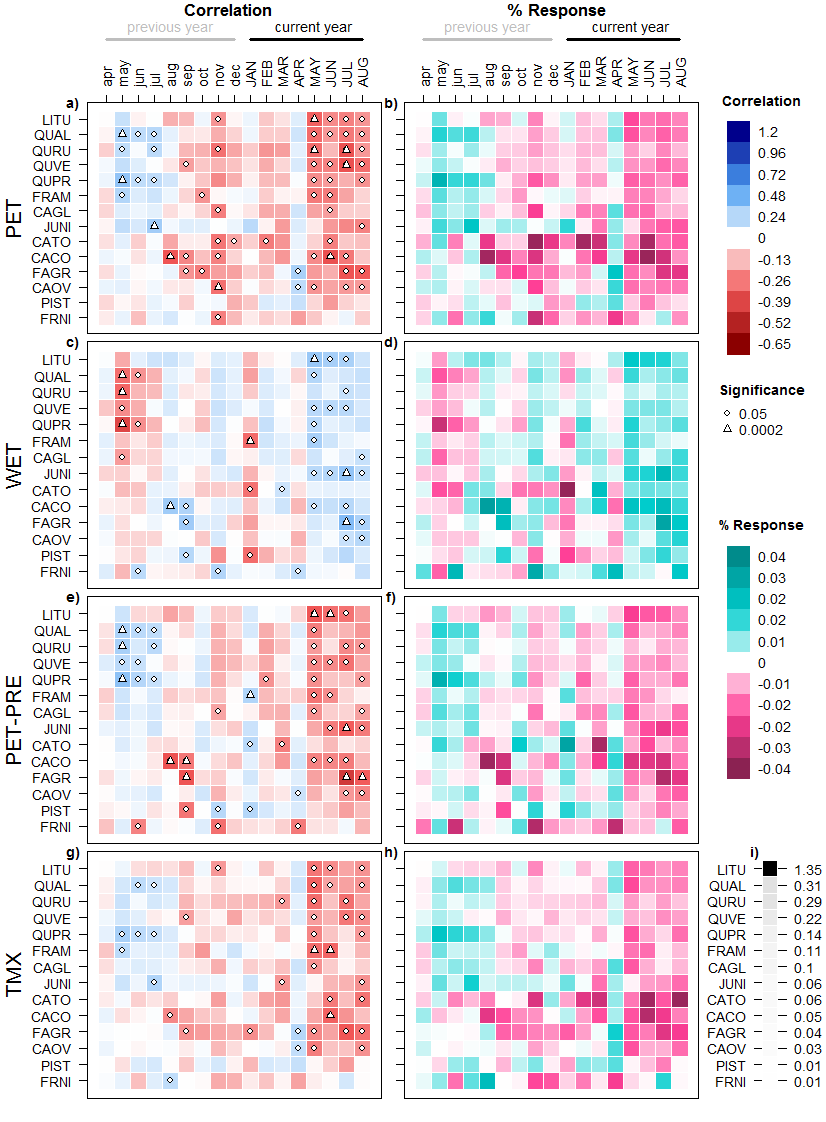 Correlation
% Response
previous year
current year
previous year
current year
apr may jun jul aug sep oct nov dec JAN FEB MAR APR MAY JUN JUL AUG
apr may jun jul aug sep oct nov dec JAN FEB MAR APR MAY JUN JUL AUG
a)
b)
PET
LITU
QUAL
QURU
QUVE
QUPR
FRAM
CAGL
JUNI
CATO
CACO
FAGR
CAOV
PIST
FRNI
c)
d)
WET
LITU
QUAL
QURU
QUVE
QUPR
FRAM
CAGL
JUNI
CATO
CACO
FAGR
CAOV
PIST
FRNI
e)
f)
PET-PRE
LITU
QUAL
QURU
QUVE
QUPR
FRAM
CAGL
JUNI
CATO
CACO
FAGR
CAOV
PIST
FRNI
g)
h)
TMX
LITU
QUAL
QURU
QUVE
QUPR
FRAM
CAGL
JUNI
CATO
CACO
FAGR
CAOV
PIST
FRNI
Correlation
1.2
0.96
0.72
0.48
0.24
0
-0.13
-0.26
-0.39
-0.52
-0.65
Significance
0.05
0.0002
% Response
0.04
0.03
0.02
0.02
0.01
0
-0.01
-0.02
-0.02
-0.03
-0.04
i)
LITU 1.35
QUAL 0.31
QURU 0.29
QUVE 0.22
QUPR 0.14
FRAM 0.11
CAGL 0.1
JUNI 0.06
CATO 0.06
CACO 0.05
FAGR 0.04
CAOV 0.03
PIST 0.01
FRNI 0.01